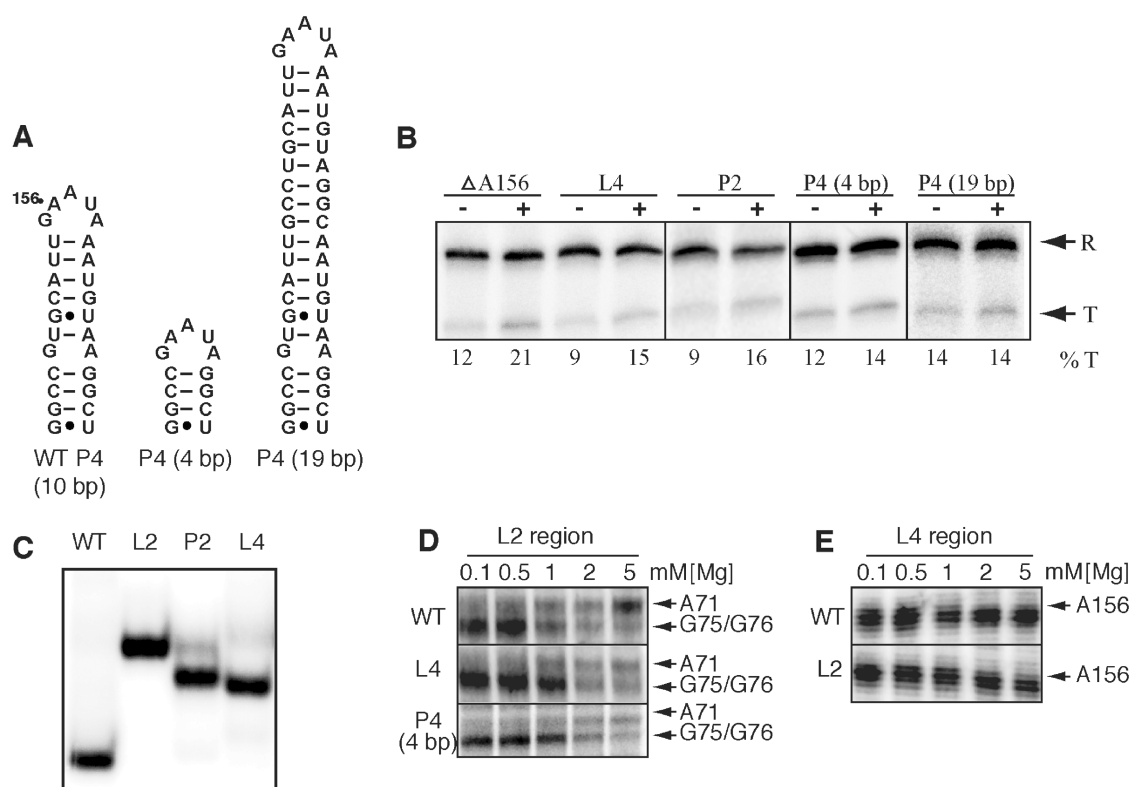 A
A
G A U A
U – A
U – A
A – U
C – G
G – U
U – A
C – G
C – G
G – C
U – A
U – A
A – U
C – G
G • U
U – A
G A
C – G
C – G
G – C
G • U
P4 (19 bp)
156
A
G A U A
U – A
U – A
A – U
C – G
G • U
U – A
G A
C – G
C – G
G – C
G • U
WT P4
(10 bp)
A
G A U A
C – G
C – G
G – C
G • U
P4 (4 bp)
B
ΔA156 L4 P2 P4 (4 bp) P4 (19 bp)
- + - + - + - + - +
R
T
12 21 9 15 9 16 12 14 14 14 % T
C
WT L2 P2 L4
D
L2 region
0.1 0.5 1 2 5 mM[Mg]
WT
A71
G75/G76
L4
A71
G75/G76
P4
(4 bp)
A71
G75/G76
E
L4 region
0.1 0.5 1 2 5 mM[Mg]
WT
A156
L2
A156